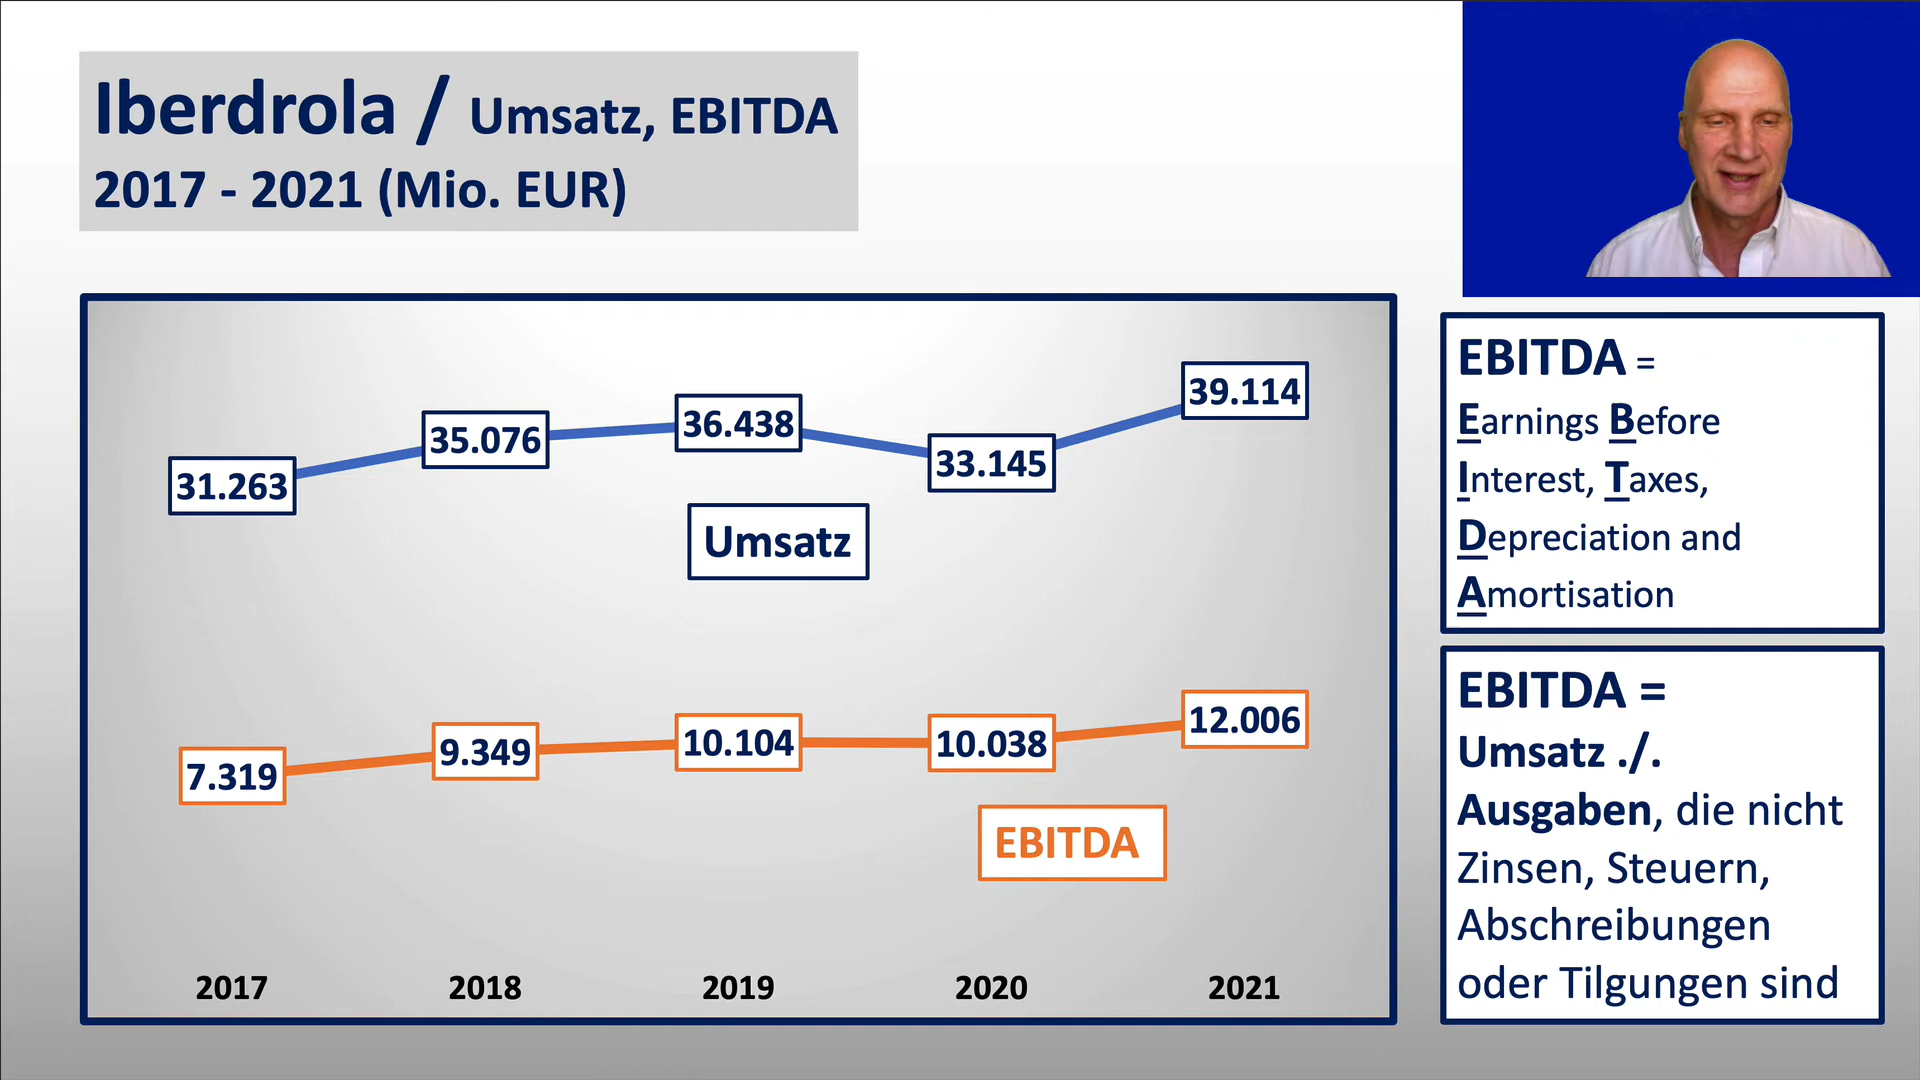 Iberdrola / Umsatz, EBITDA
2017 - 2021 (Mio. EUR)
31.263
35.076
36.438
33.145
39.114
Umsatz
7.319
9.349
10.104
10.038
12.006
EBITDA
2017
2018
2019
2020
2021
EBITDA =
Earnings Before
Interest, Taxes,
Depreciation and
Amortisation
EBITDA =
Umsatz ./.
Ausgaben, die nicht
Zinsen, Steuern,
Abschreibungen
oder Tilgungen sind